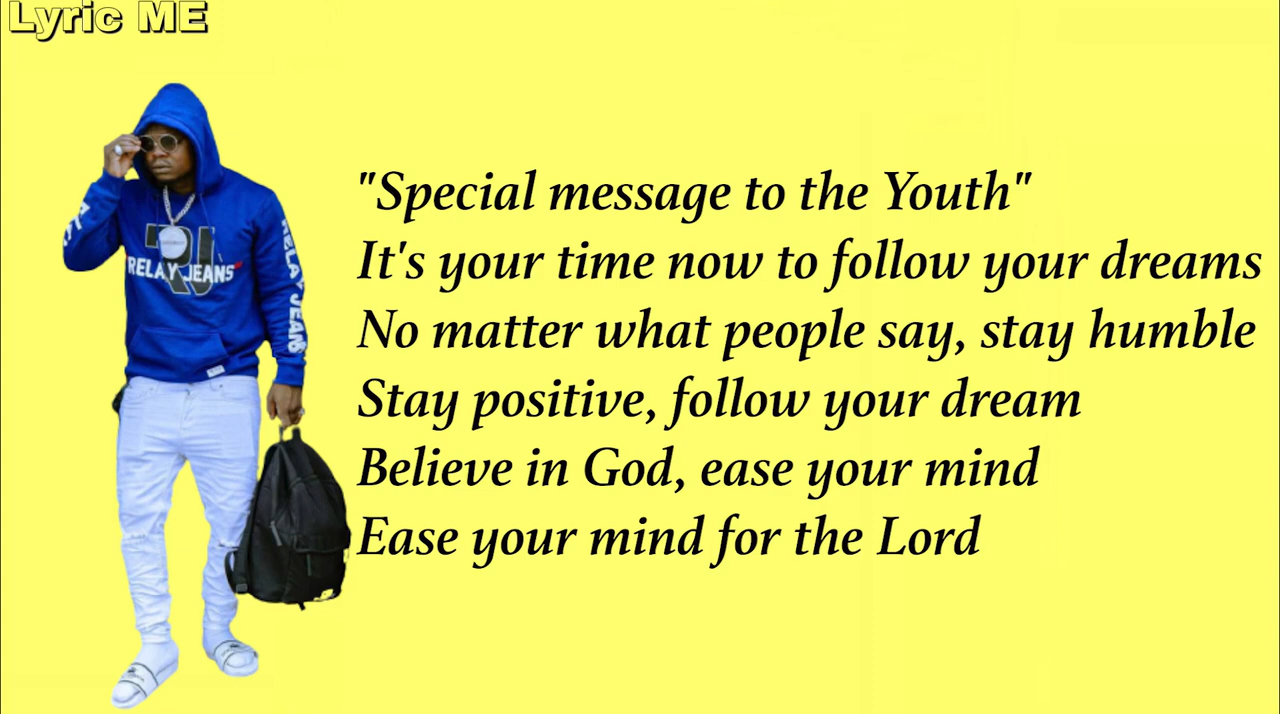 Lyric ME
"Special message to the Youth"
It's your time now to follow your dreams
No matter what people say, stay humble
Stay positive, follow your dream
Believe in God, ease your mind
Ease your mind for the Lord
RJ
RELAY JEANS
RELAY JEANS